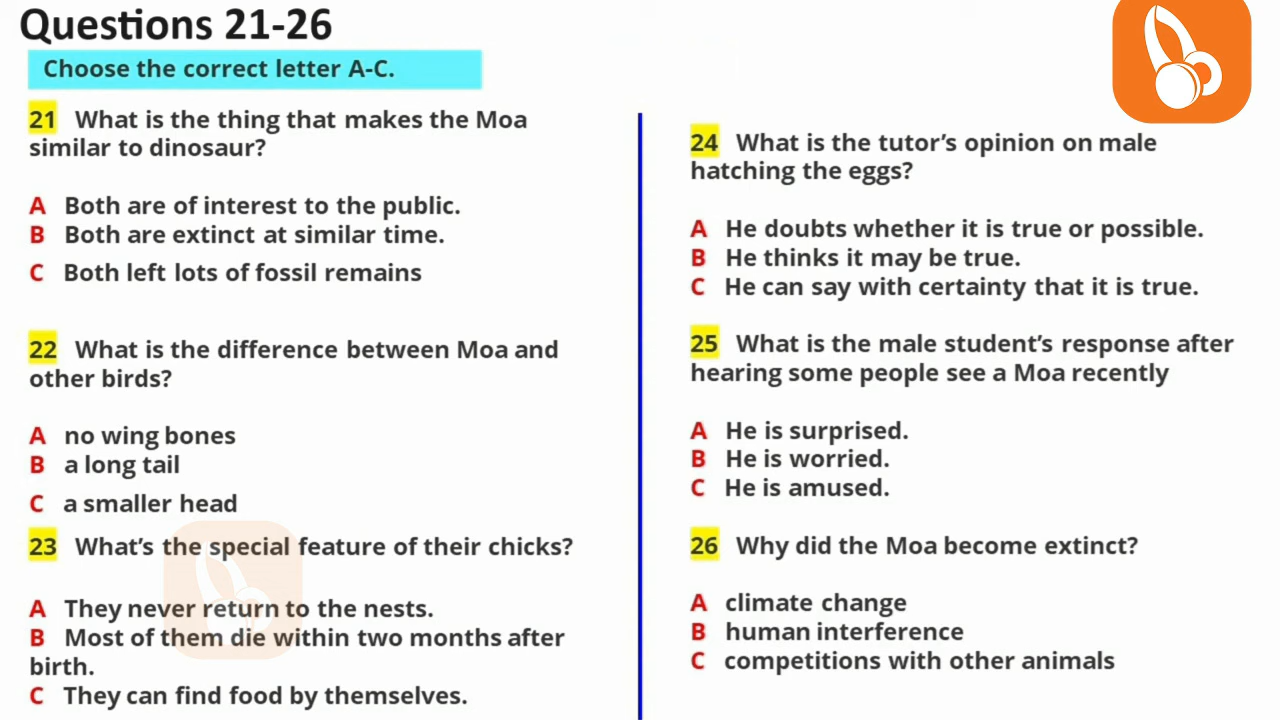 Questions 21-26
Choose the correct letter A-C.
21 What is the thing that makes the Moa
similar to dinosaur?
A Both are of interest to the public.
B Both are extinct at similar time.
C Both left lots of fossil remains
22 What is the difference between Moa and
other birds?
A no wing bones
B a long tail
C a smaller head
23 What's the special feature of their chicks?
A They never return to the nests.
B Most of them die within two months after
birth.
C They can find food by themselves.
24 What is the tutor's opinion on male
hatching the eggs?
A He doubts whether it is true or possible.
B He thinks it may be true.
C He can say with certainty that it is true.
25 What is the male student's response after
hearing some people see a Moa recently
A He is surprised.
B He is worried.
C He is amused.
26 Why did the Moa become extinct?
A climate change
B human interference
C competitions with other animals